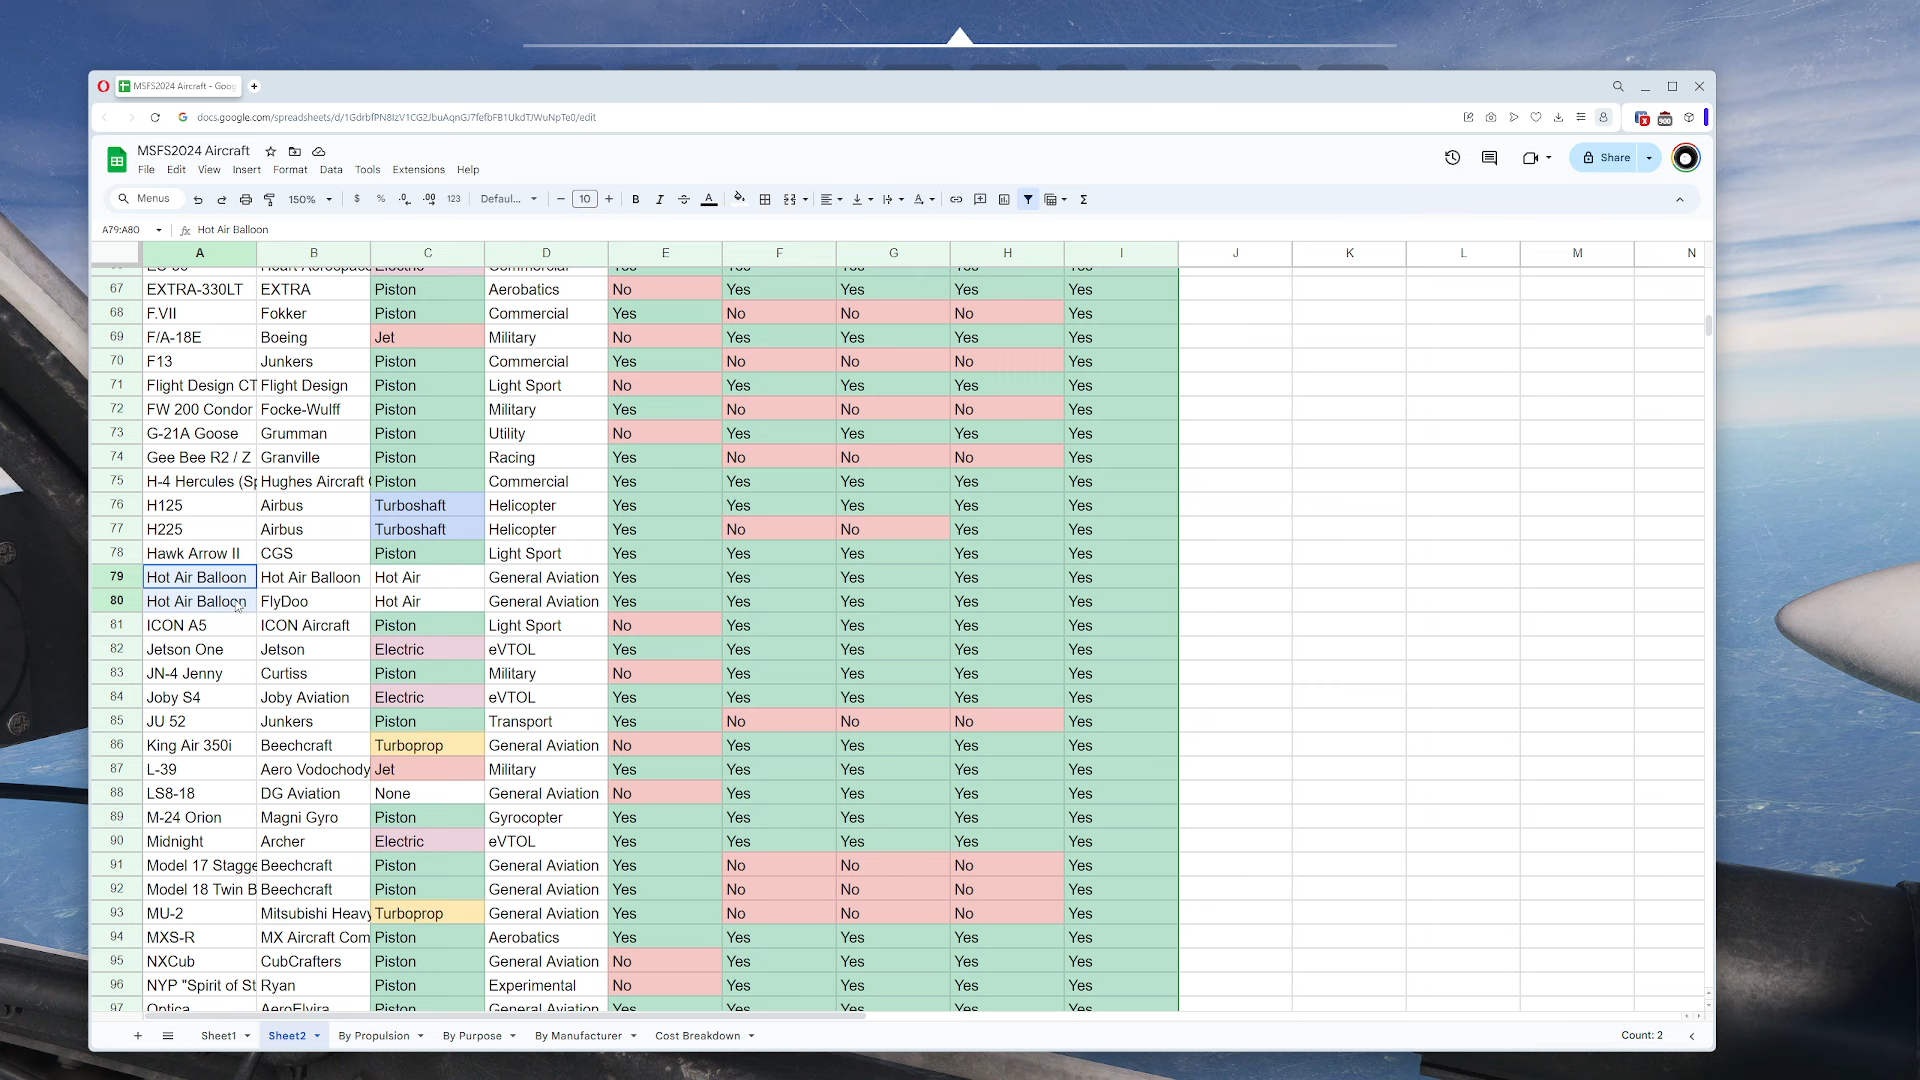 MSFS2024 Aircraft - Goog
docs.google.com/spreadsheets/d/1GdrbfPN8IzV1CG2JbuAqnGJ7fefbFB1UkdTJWuNpTe0/edit
MSFS2024 Aircraft
File Edit View Insert Format Data Tools Extensions Help
Share
Menus 150% $ % .0 .00 123 Defaul... 10 B I S A
A79:A80 fx Hot Air Balloon
A B C D E F G H I J K L M N
67 EXTRA-330LT EXTRA Piston Aerobatics No Yes Yes Yes Yes
68 F.VII Fokker Piston Commercial Yes No No No Yes
69 F/A-18E Boeing Jet Military No Yes Yes Yes Yes
70 F13 Junkers Piston Commercial Yes No No No Yes
71 Flight Design CT Flight Design Piston Light Sport No Yes Yes Yes Yes
72 FW 200 Condor Focke-Wulff Piston Military Yes No No No Yes
73 G-21A Goose Grumman Piston Utility No Yes Yes Yes Yes
74 Gee Bee R2 / Z Granville Piston Racing Yes No No No Yes
75 H-4 Hercules (Sp Hughes Aircraft ( Piston Commercial Yes Yes Yes Yes Yes
76 H125 Airbus Turboshaft Helicopter Yes Yes Yes Yes Yes
77 H225 Airbus Turboshaft Helicopter Yes No No Yes Yes
78 Hawk Arrow II CGS Piston Light Sport Yes Yes Yes Yes Yes
79 Hot Air Balloon Hot Air Balloon Hot Air General Aviation Yes Yes Yes Yes Yes
80 Hot Air Balloon FlyDoo Hot Air General Aviation Yes Yes Yes Yes Yes
81 ICON A5 ICON Aircraft Piston Light Sport No Yes Yes Yes Yes
82 Jetson One Jetson Electric eVTOL Yes Yes Yes Yes Yes
83 JN-4 Jenny Curtiss Piston Military No Yes Yes Yes Yes
84 Joby S4 Joby Aviation Electric eVTOL Yes Yes Yes Yes Yes
85 JU 52 Junkers Piston Transport Yes No No No Yes
86 King Air 350i Beechcraft Turboprop General Aviation No Yes Yes Yes Yes
87 L-39 Aero Vodochody Jet Military Yes Yes Yes Yes Yes
88 LS8-18 DG Aviation None General Aviation No Yes Yes Yes Yes
89 M-24 Orion Magni Gyro Piston Gyrocopter Yes Yes Yes Yes Yes
90 Midnight Archer Electric eVTOL Yes Yes Yes Yes Yes
91 Model 17 Stagge Beechcraft Piston General Aviation Yes No No No Yes
92 Model 18 Twin B Beechcraft Piston General Aviation Yes No No No Yes
93 MU-2 Mitsubishi Heavy Turboprop General Aviation Yes No No No Yes
94 MXS-R MX Aircraft Com Piston Aerobatics Yes Yes Yes Yes Yes
95 NXCub CubCrafters Piston General Aviation No Yes Yes Yes Yes
96 NYP "Spirit of St Ryan Piston Experimental No Yes Yes Yes Yes
97 Optica AeroElvira Piston General Aviation Yes Yes Yes Yes Yes
Sheet1 Sheet2 By Propulsion By Purpose By Manufacturer Cost Breakdown Count: 2